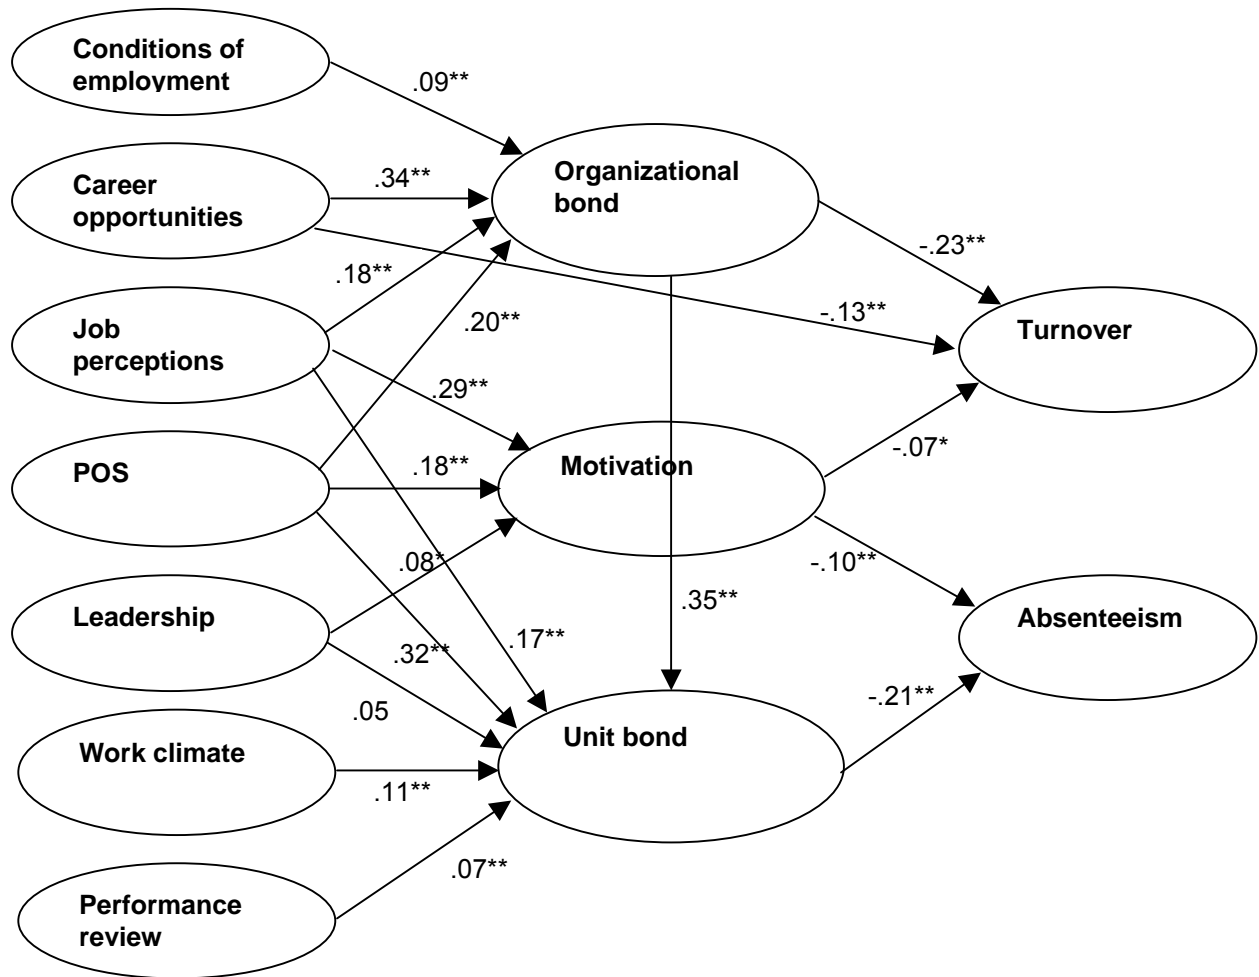 Conditions of
employment
.09**
Career
opportunities
.34**
Organizational
bond
-.23**
.18**
.20**
-.13**
Job
perceptions
Turnover
.29**
POS
.18**
Motivation
-.07*
.08*
-.10**
Leadership
.35**
Absenteeism
.32**
.17**
.05
-.21**
Work climate
Unit bond
.11**
.07**
Performance
review